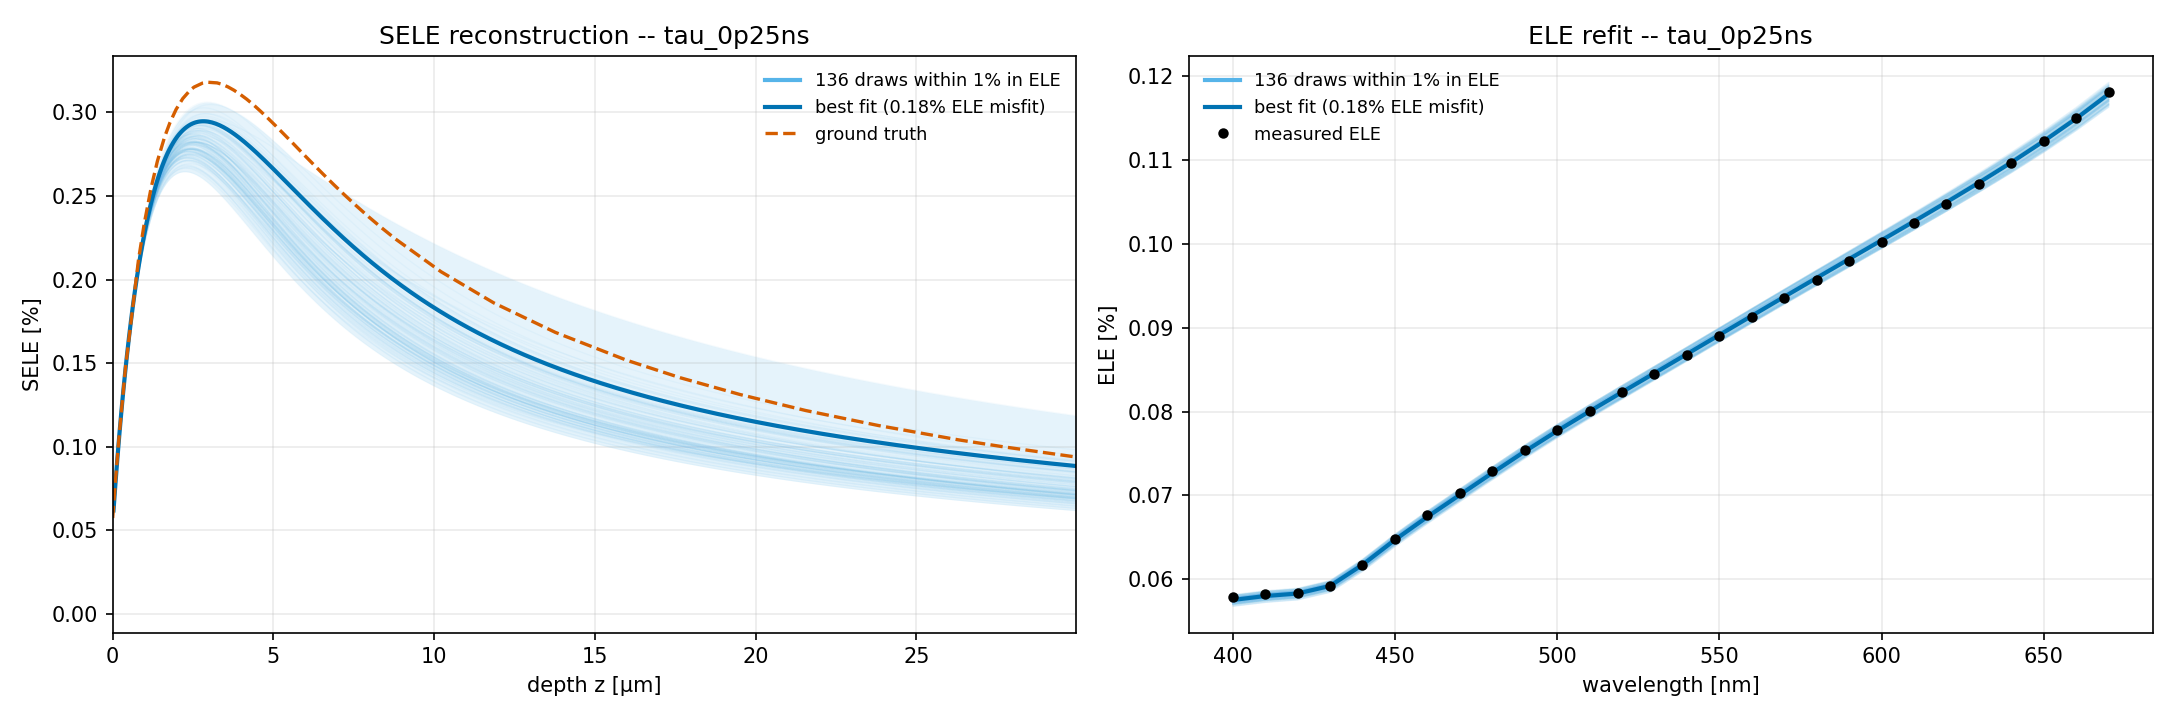 SELE reconstruction -- tau_0p25ns
136 draws within 1% in ELE
best fit (0.18% ELE misfit)
ground truth
SELE [%]
0.30
0.25
0.20
0.15
0.10
0.05
0.00
0 5 10 15 20 25
depth z [µm]
ELE refit -- tau_0p25ns
136 draws within 1% in ELE
best fit (0.18% ELE misfit)
measured ELE
ELE [%]
0.12
0.11
0.10
0.09
0.08
0.07
0.06
400 450 500 550 600 650
wavelength [nm]